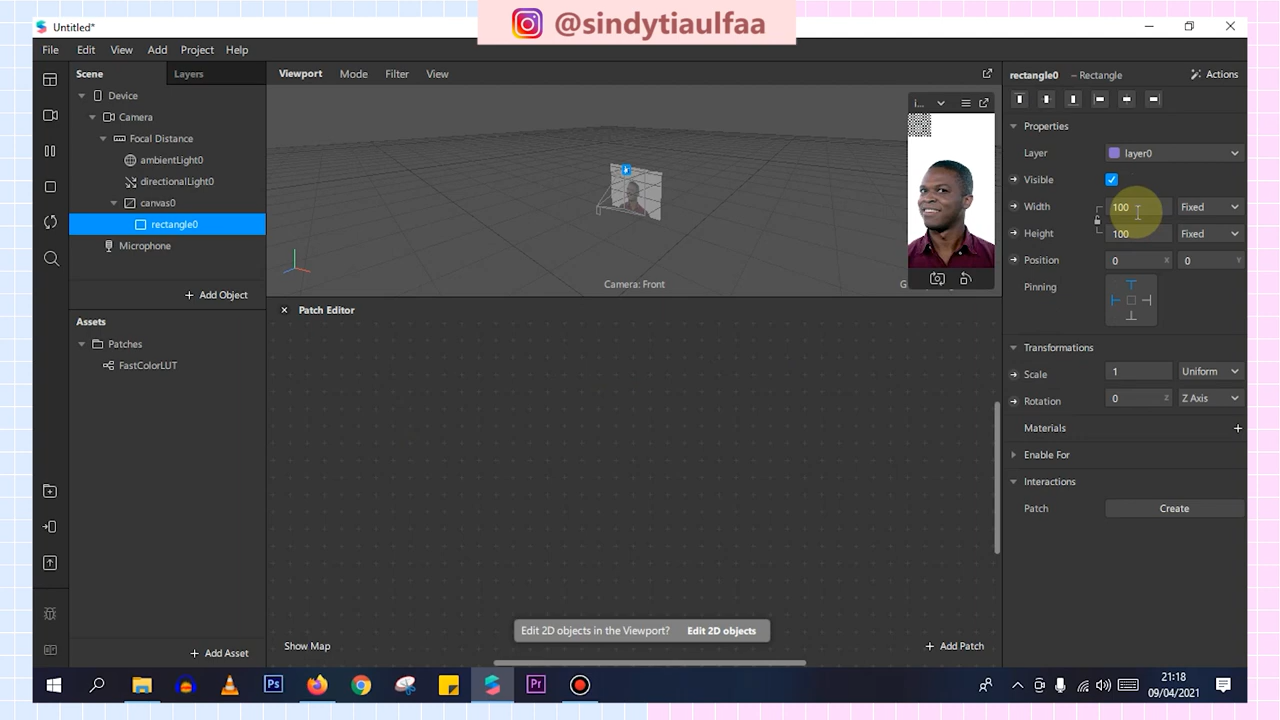 @sindytiaulfaa
Untitled*
File Edit View Add Project Help
Scene Layers
Device
Camera
Focal Distance
ambientLight0
directionalLight0
canvas0
rectangle0
Microphone
+ Add Object
Assets
Patches
FastColorLUT
+ Add Asset
Viewport Mode Filter View
i...
Camera: Front
Patch Editor
Edit 2D objects in the Viewport? Edit 2D objects
Show Map
+ Add Patch
rectangle0 – Rectangle Actions
Properties
Layer layer0
Visible
Width 100 Fixed
Height 100 Fixed
Position 0 X 0 Y
Pinning
Transformations
Scale 1 Uniform
Rotation 0 Z Z Axis
Materials +
Enable For
Interactions
Patch Create
Ps
Pr
21:18
09/04/2021